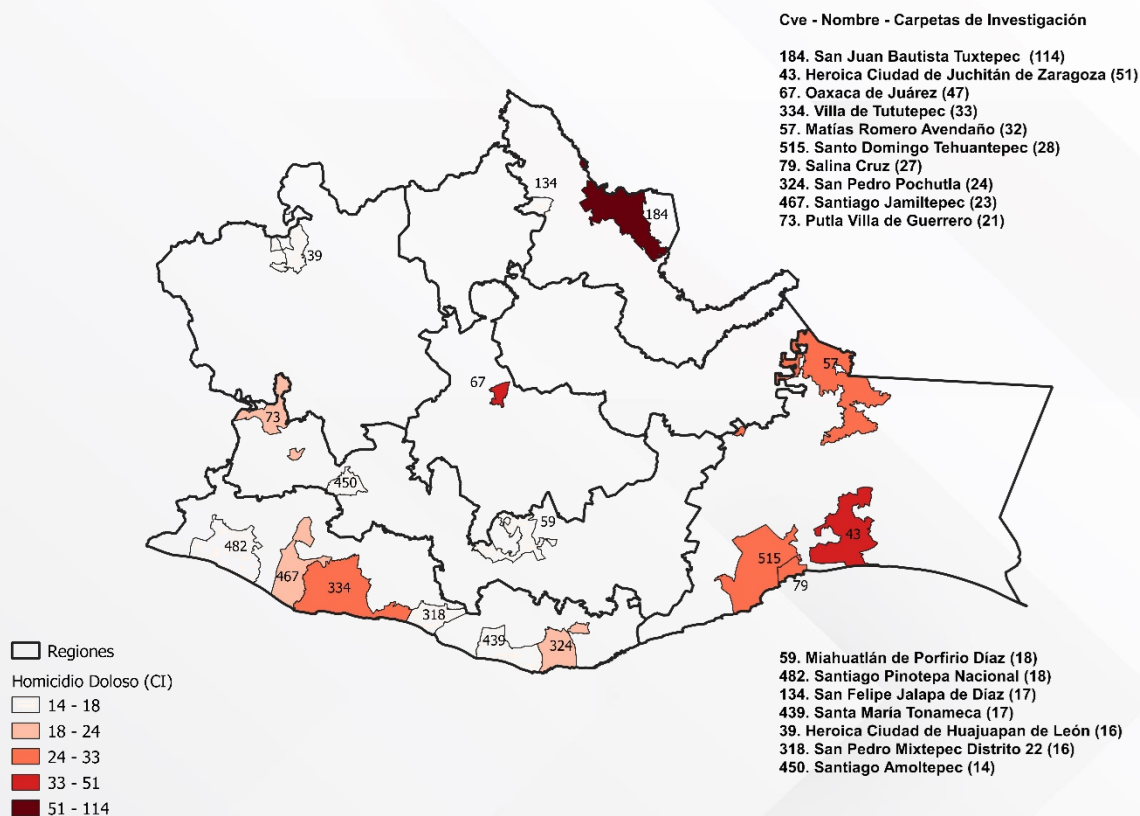 Cve - Nombre - Carpetas de Investigación
184. San Juan Bautista Tuxtepec (114)
43. Heroica Ciudad de Juchitán de Zaragoza (51)
67. Oaxaca de Juárez (47)
334. Villa de Tututepec (33)
57. Matías Romero Avendaño (32)
515. Santo Domingo Tehuantepec (28)
79. Salina Cruz (27)
324. San Pedro Pochutla (24)
467. Santiago Jamiltepec (23)
73. Putla Villa de Guerrero (21)
134
184
39
57
67
73
450
59
482
43
515
467
334
79
318
439
324
Regiones
Homicidio Doloso (CI)
14 - 18
18 - 24
24 - 33
33 - 51
51 - 114
59. Miahuatlán de Porfirio Díaz (18)
482. Santiago Pinotepa Nacional (18)
134. San Felipe Jalapa de Díaz (17)
439. Santa María Tonameca (17)
39. Heroica Ciudad de Huajuapan de León (16)
318. San Pedro Mixtepec Distrito 22 (16)
450. Santiago Amoltepec (14)